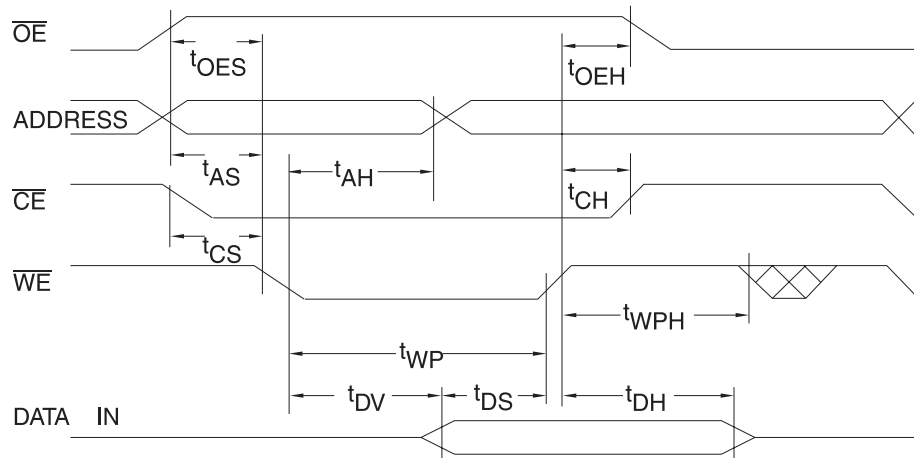 OE
tOES
tOEH
ADDRESS
tAS
tAH
tCH
CE
tCS
WE
tWPH
tWP
tDV
tDS
tDH
DATA IN